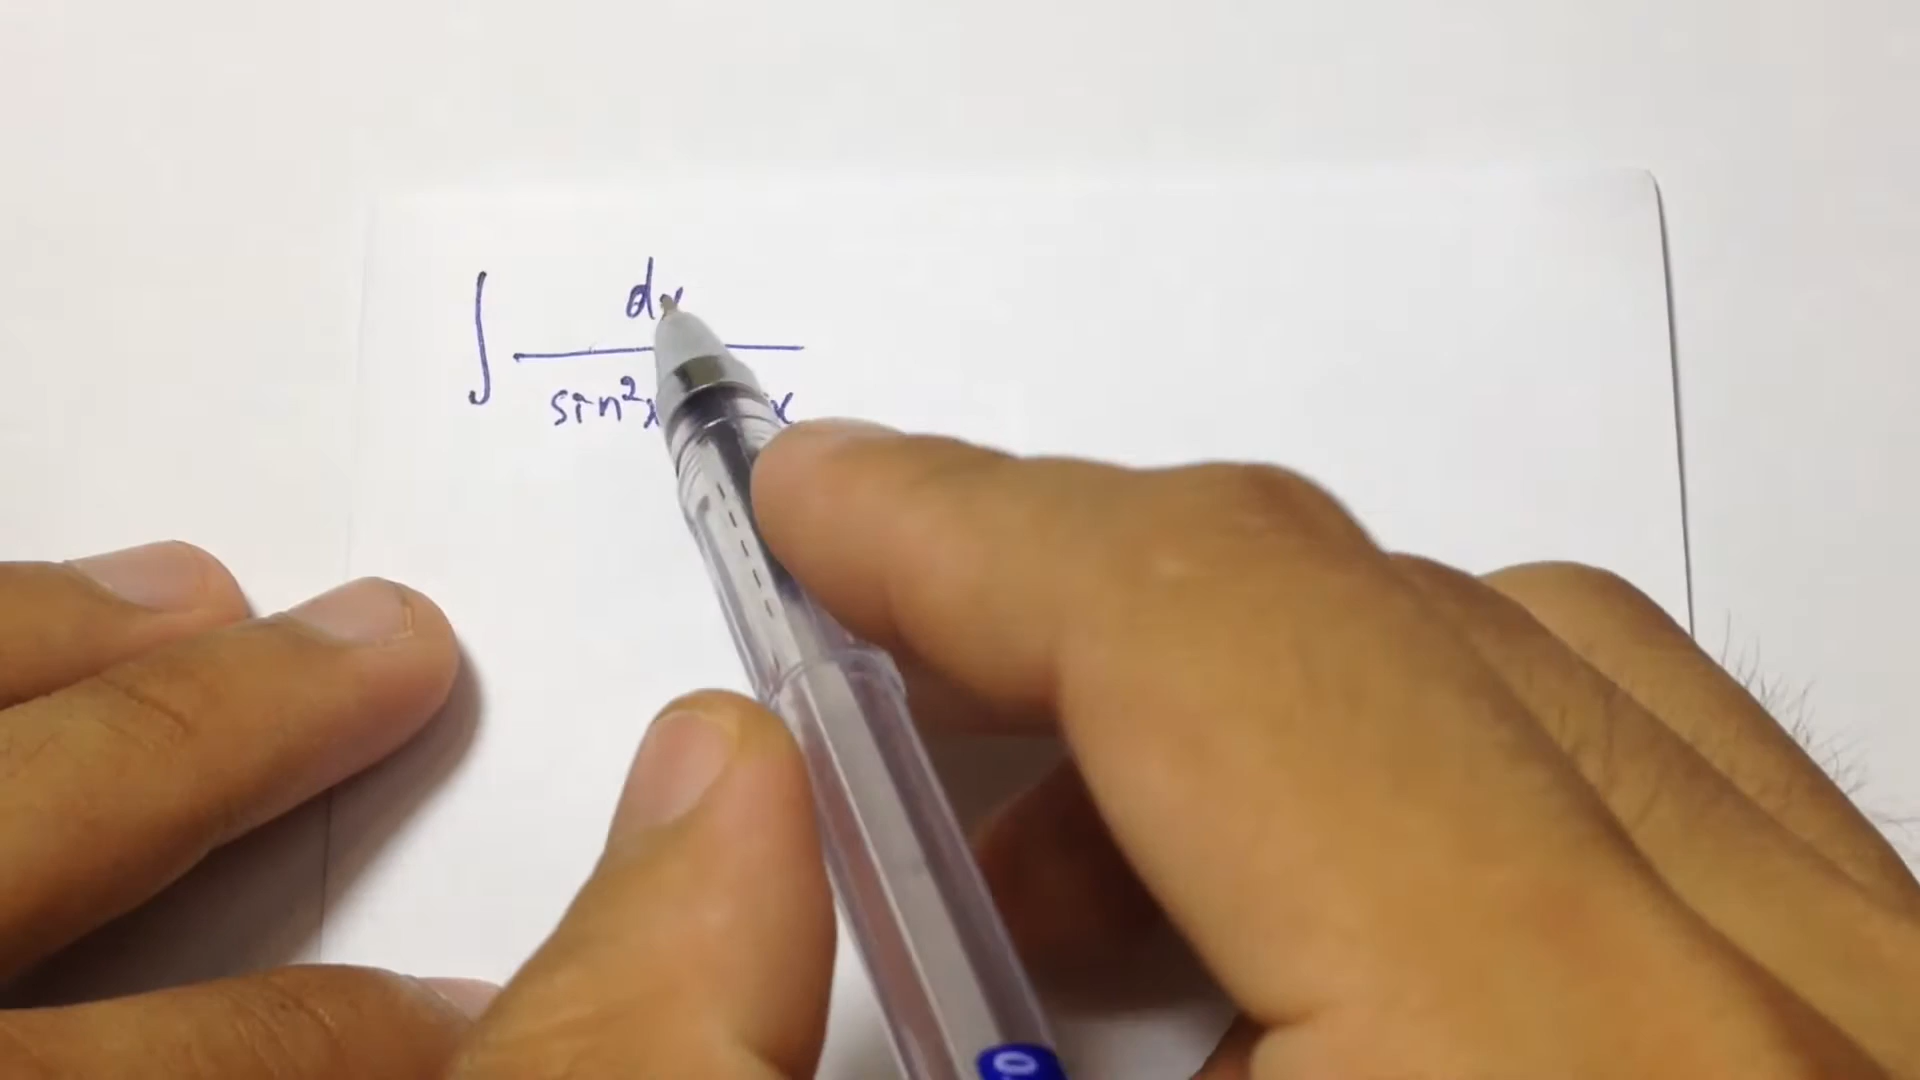 ∫ dx
sin²x x